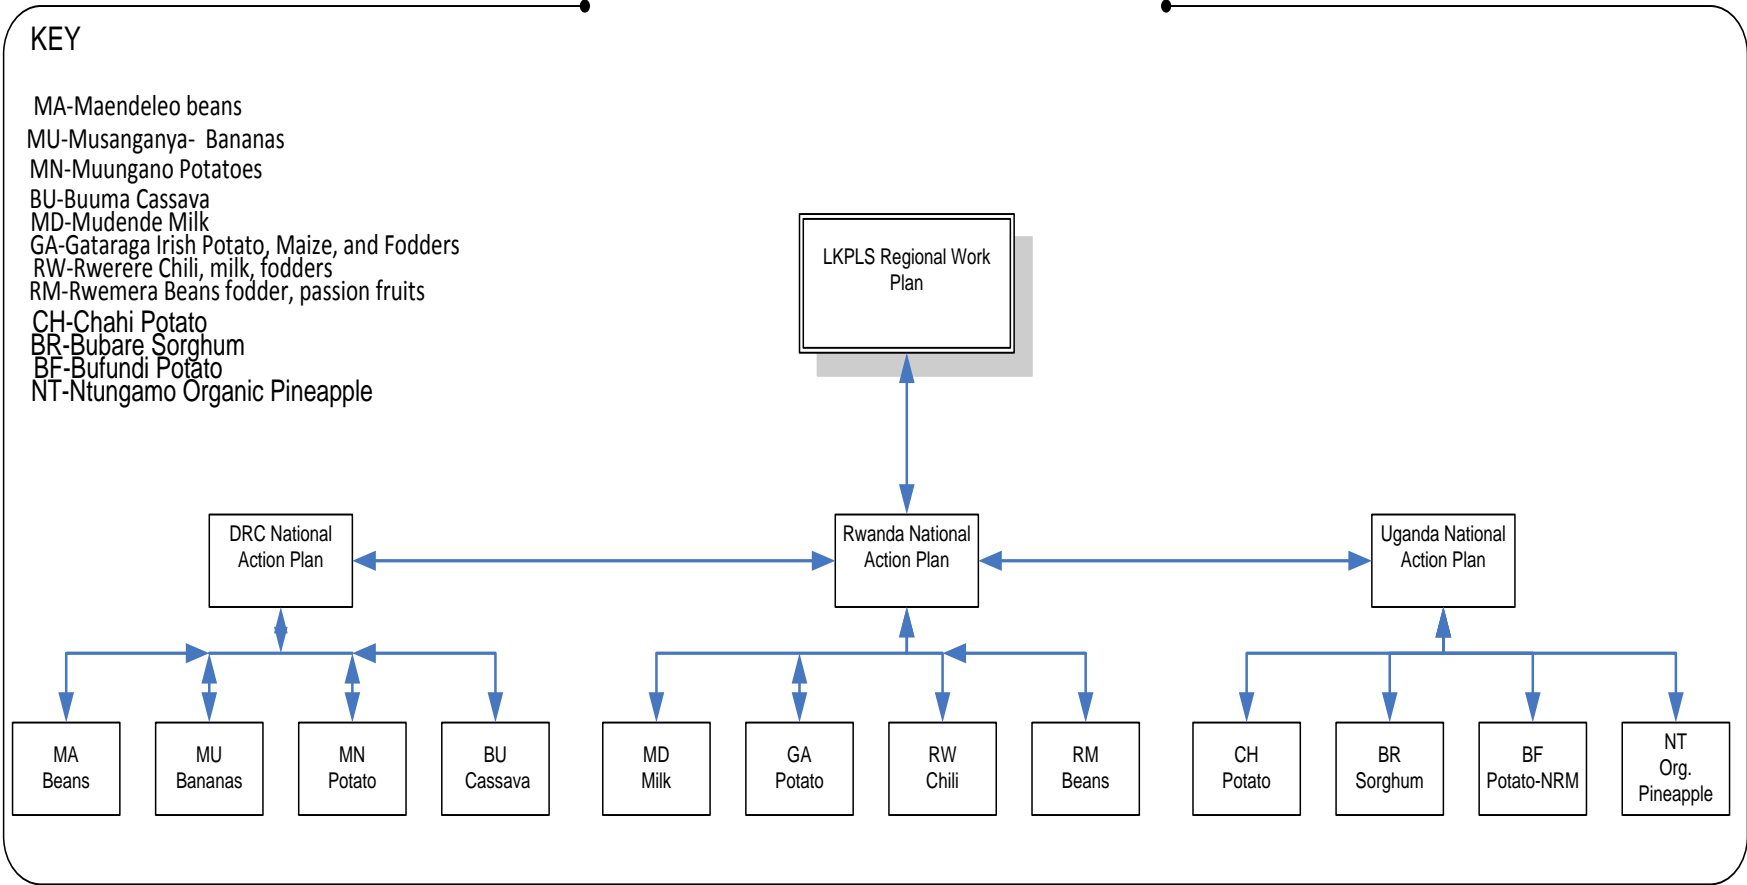 KEY
MA-Maendeleo beans
MU-Musanganya- Bananas
MN-Muungano Potatoes
BU-Buuma Cassava
MD-Mudende Milk
GA-Gataraga Irish Potato, Maize, and Fodders
RW-Rwerere Chili, milk, fodders
RM-Rwemera Beans fodder, passion fruits
CH-Chahi Potato
BR-Bubare Sorghum
BF-Bufundi Potato
NT-Ntungamo Organic Pineapple
LKPLS Regional Work
Plan
DRC National
Action Plan
Rwanda National
Action Plan
Uganda National
Action Plan
MA
Beans
MU
Bananas
MN
Potato
BU
Cassava
MD
Milk
GA
Potato
RW
Chili
RM
Beans
CH
Potato
BR
Sorghum
BF
Potato-NRM
NT
Org.
Pineapple